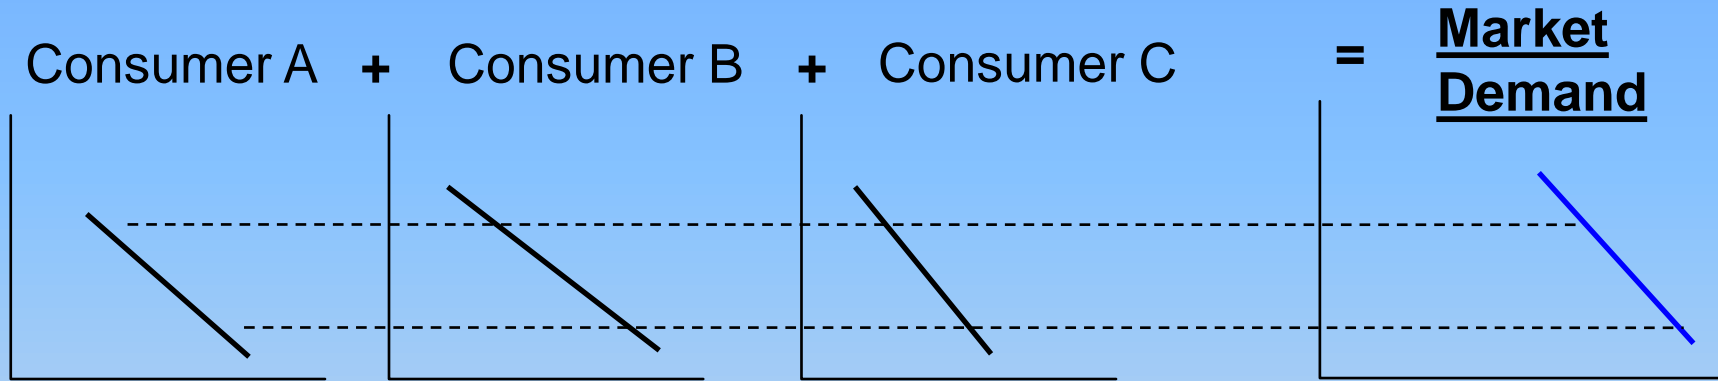 Consumer A + Consumer B + Consumer C = Market
Demand